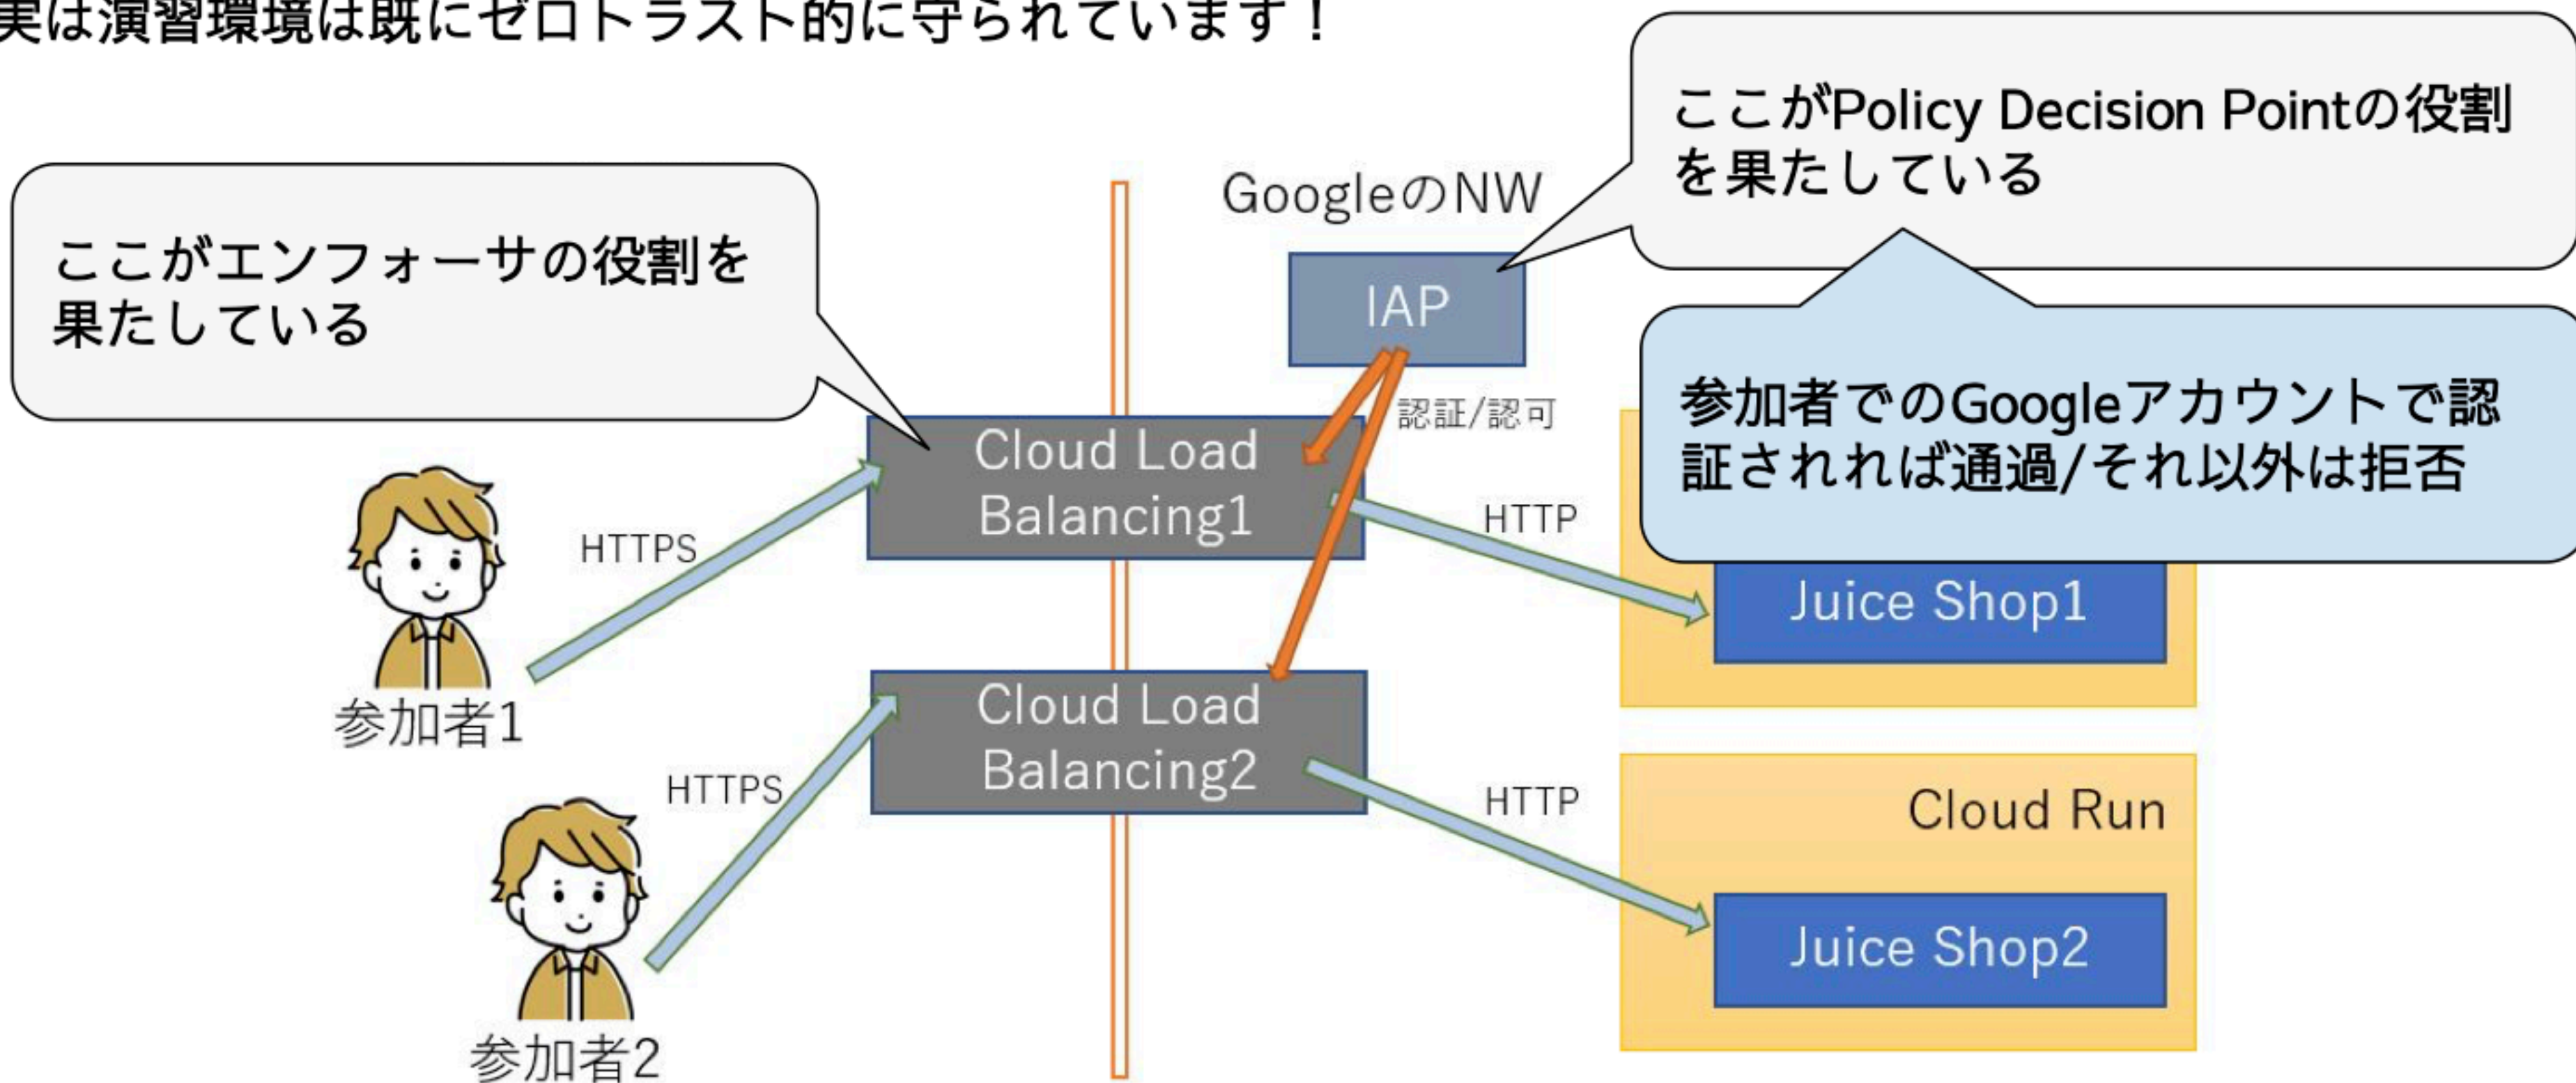 実は演習環境は既にゼロトラスト的に守られています！
ここがPolicy Decision Pointの役割
を果たしている
GoogleのNW
ここがエンフォーサの役割を
果たしている
IAP
認証/認可
参加者でのGoogleアカウントで認
証されれば通過/それ以外は拒否
Cloud Load
Balancing1
HTTPS
HTTP
Juice Shop1
参加者1
Cloud Load
Balancing2
HTTPS
HTTP
Cloud Run
Juice Shop2
参加者2